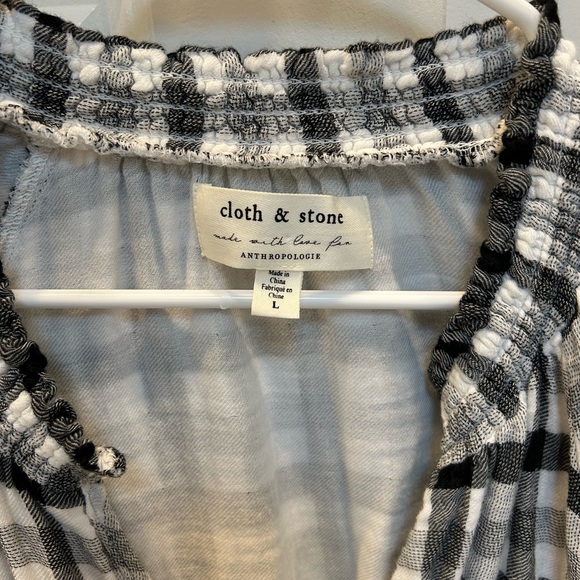 cloth & stone
made with love for
ANTHROPOLOGIE
Made in
China
Fabriqué en
Chine
L